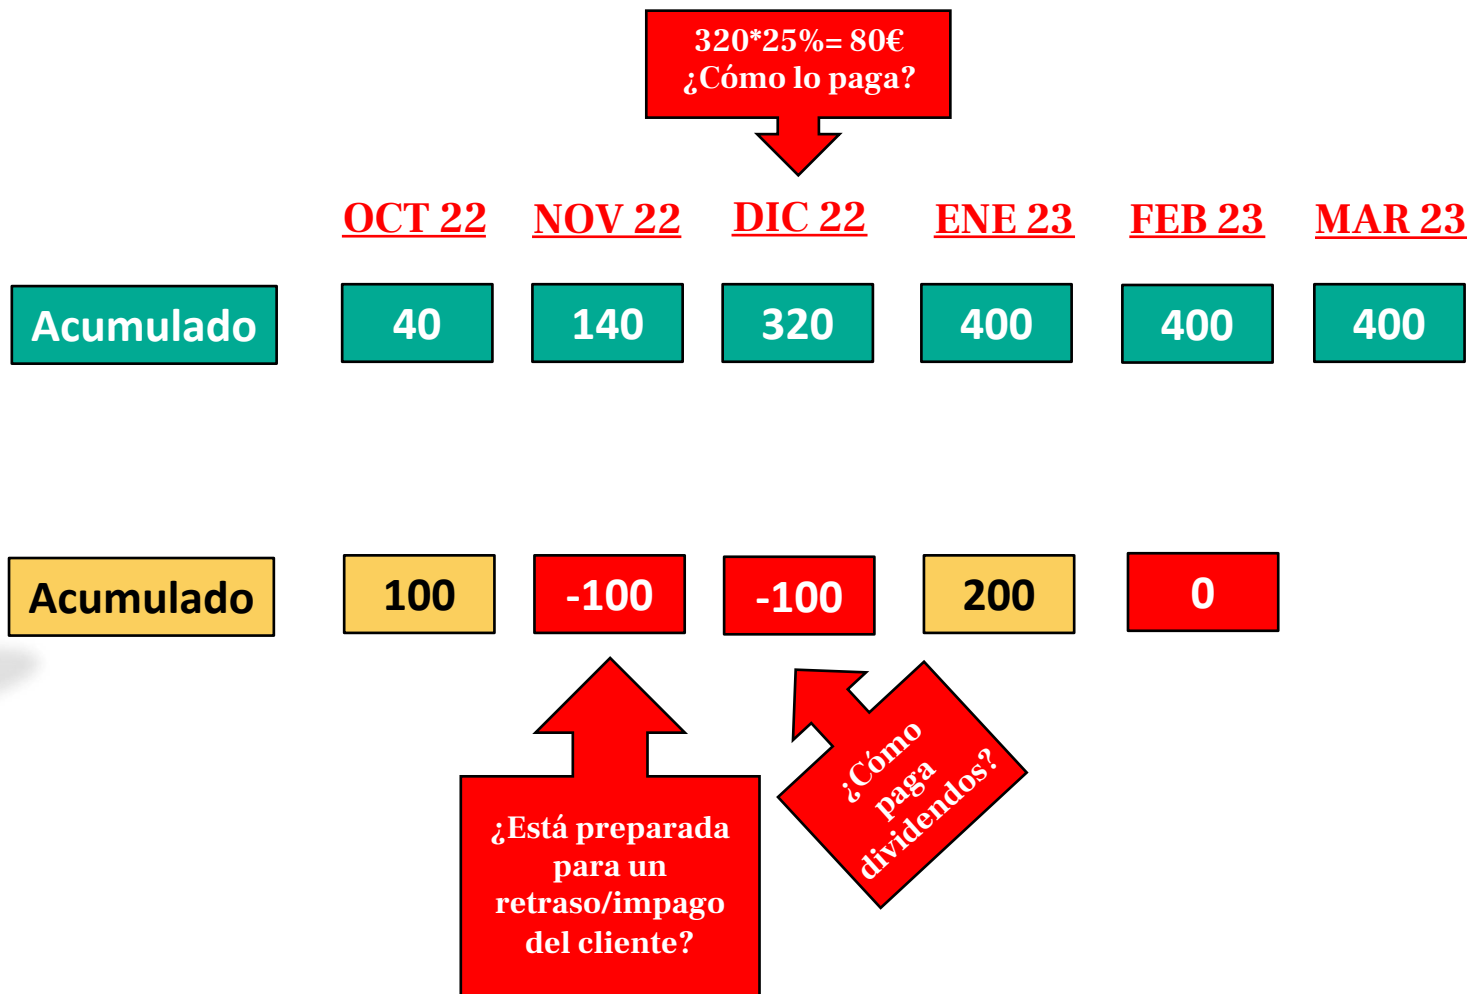 320*25%= 80€
¿Cómo lo paga?
OCT 22 NOV 22 DIC 22 ENE 23 FEB 23 MAR 23
Acumulado 40 140 320 400 400 400
Acumulado 100 -100 -100 200 0
¿Cómo
paga
dividendos?
¿Está preparada
para un
retraso/impago
del cliente?